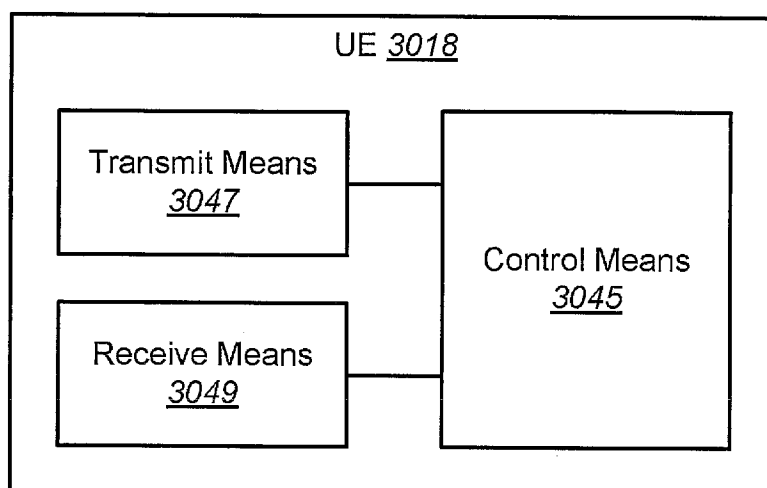 UE 3018
Transmit Means
3047
Control Means
3045
Receive Means
3049